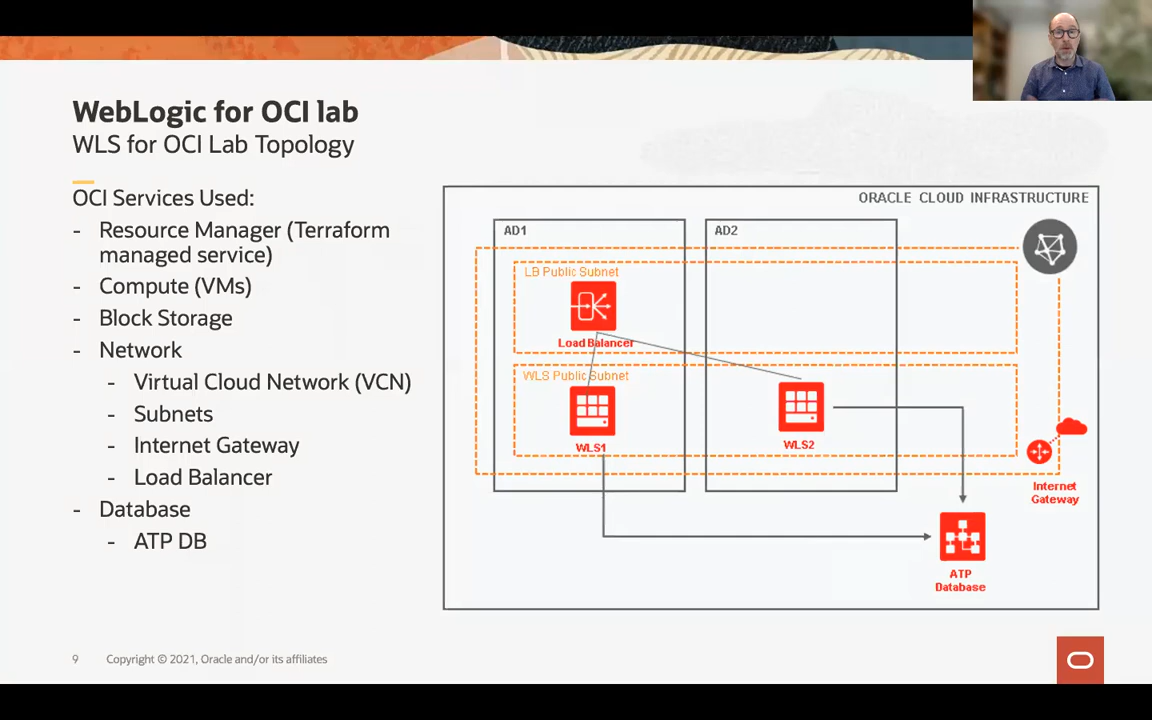 WebLogic for OCI lab
WLS for OCI Lab Topology
OCI Services Used:
- Resource Manager (Terraform
managed service)
- Compute (VMs)
- Block Storage
- Network
- Virtual Cloud Network (VCN)
- Subnets
- Internet Gateway
- Load Balancer
- Database
- ATP DB
ORACLE CLOUD INFRASTRUCTURE
AD1
AD2
LB Public Subnet
Load Balancer
WLS Public Subnet
WLS1
WLS2
Internet
Gateway
ATP
Database
9
Copyright © 2021, Oracle and/or its affiliates